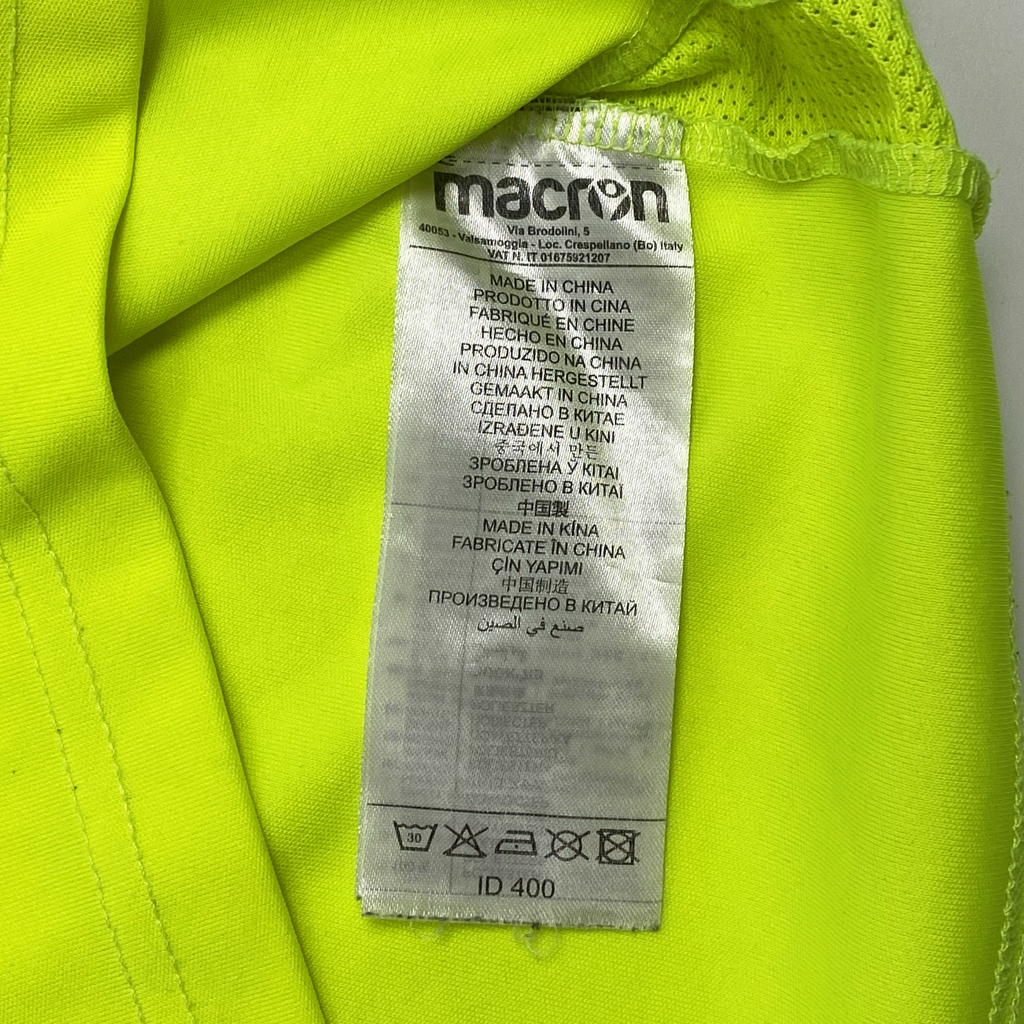 macron
Via Brodolini, 5
40053 - Valsamoggia - Loc. Crespellano (Bo) Italy
VAT N. IT 01675921207
MADE IN CHINA
PRODOTTO IN CINA
FABRIQUÉ EN CHINE
HECHO EN CHINA
PRODUZIDO NA CHINA
IN CHINA HERGESTELLT
GEMAAKT IN CHINA
СДЕЛАНО В КИТАЕ
IZRAĐENE U KINI
중국에서 만든
ЗРОБЛЕНА Ў КІТАІ
ЗРОБЛЕНО В КИТАЇ
中国製
MADE IN KÍNA
FABRICATE ÎN CHINA
ÇİN YAPIMI
中国制造
ПРОИЗВЕДЕНО В КИТАЙ
صنع في الصين
30
ID 400